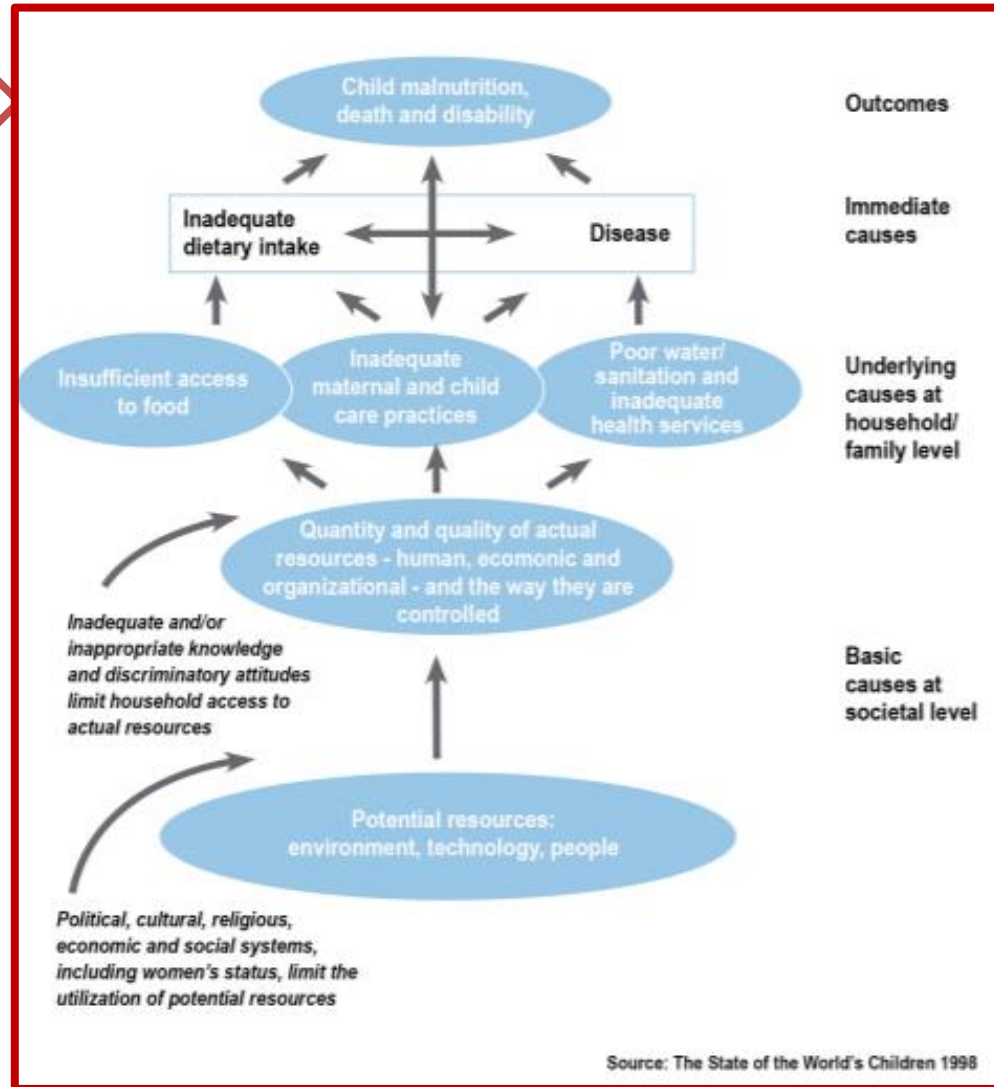 Child malnutrition,
death and disability
Outcomes
Inadequate
dietary intake
Disease
Immediate
causes
Insufficient access
to food
Inadequate
maternal and child
care practices
Poor water/
sanitation and
inadequate
health services
Underlying
causes at
household/
family level
Quantity and quality of actual
resources - human, ecomonic and
organizational - and the way they are
controlled
Inadequate and/or
inappropriate knowledge
and discriminatory attitudes
limit household access to
actual resources
Basic
causes at
societal level
Potential resources:
environment, technology, people
Political, cultural, religious,
economic and social systems,
including women's status, limit the
utilization of potential resources
Source: The State of the World's Children 1998